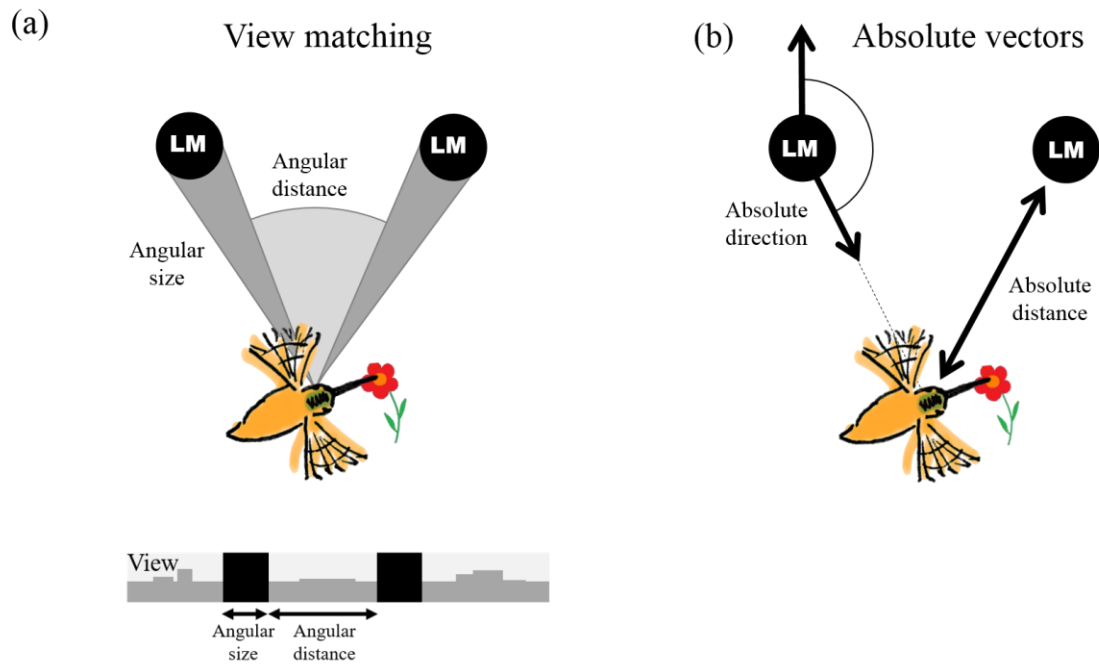 (a)
View matching
LM
LM
Angular
distance
Angular
size
View
Angular
size
Angular
distance
(b)
Absolute vectors
LM
LM
Absolute
direction
Absolute
distance